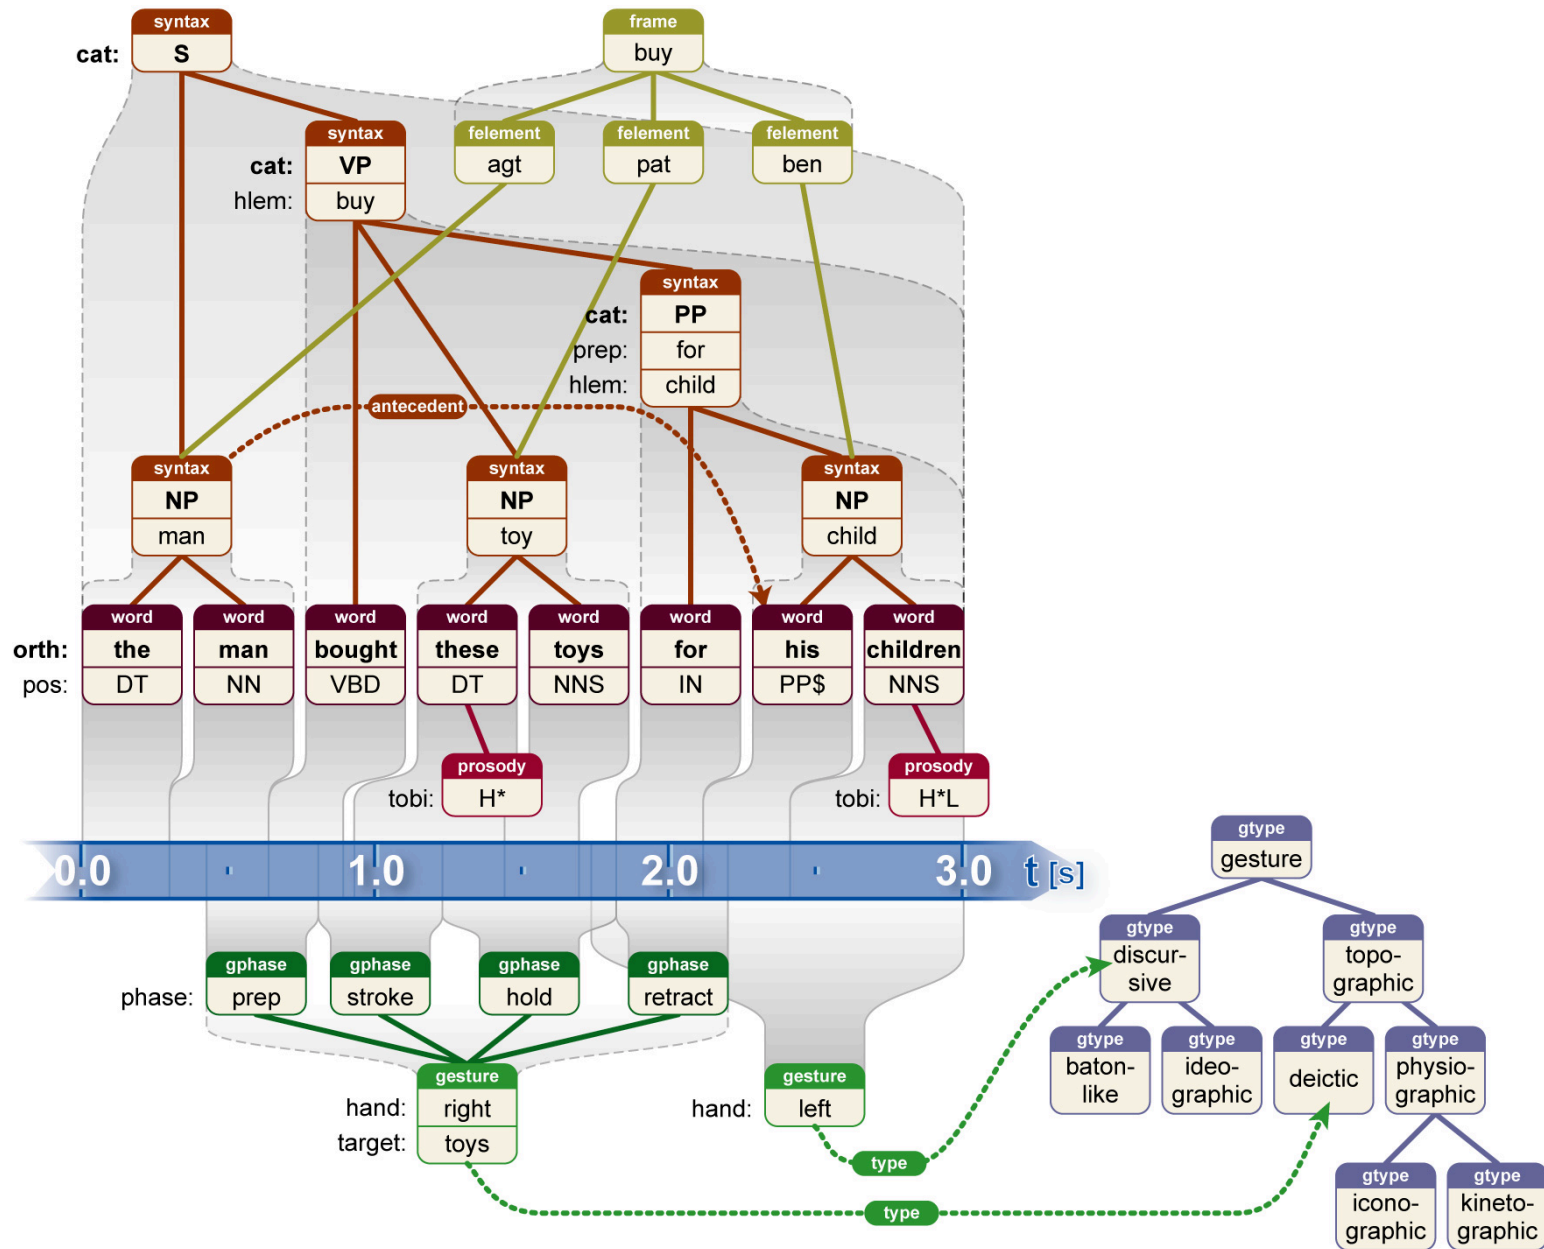 syntax
cat: S
frame
buy
syntax
cat: VP
hlem: buy
felement
agt
felement
pat
felement
ben
syntax
cat: PP
prep: for
hlem: child
antecedent
syntax
NP
man
syntax
NP
toy
syntax
NP
child
word word word word word word word word
orth: the man bought these toys for his children
pos: DT NN VBD DT NNS IN PP$ NNS
prosody
tobi: H*
prosody
tobi: H*L
0.0 1.0 2.0 3.0 t [s]
gphase gphase gphase gphase
phase: prep stroke hold retract
gesture
hand: right
target: toys
gesture
hand: left
type
type
gtype
gesture
gtype
discur-
sive
gtype
topo-
graphic
gtype
baton-
like
gtype
ideo-
graphic
gtype
deictic
gtype
physio-
graphic
gtype
icono-
graphic
gtype
kineto-
graphic